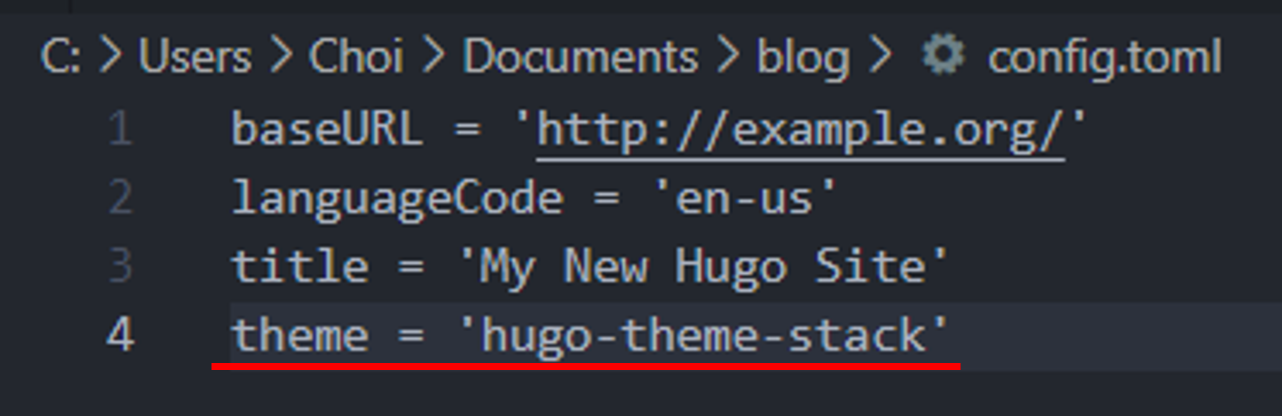 C: > Users > Choi > Documents > blog > config.toml
1 baseURL = 'http://example.org/'
2 languageCode = 'en-us'
3 title = 'My New Hugo Site'
4 theme = 'hugo-theme-stack'